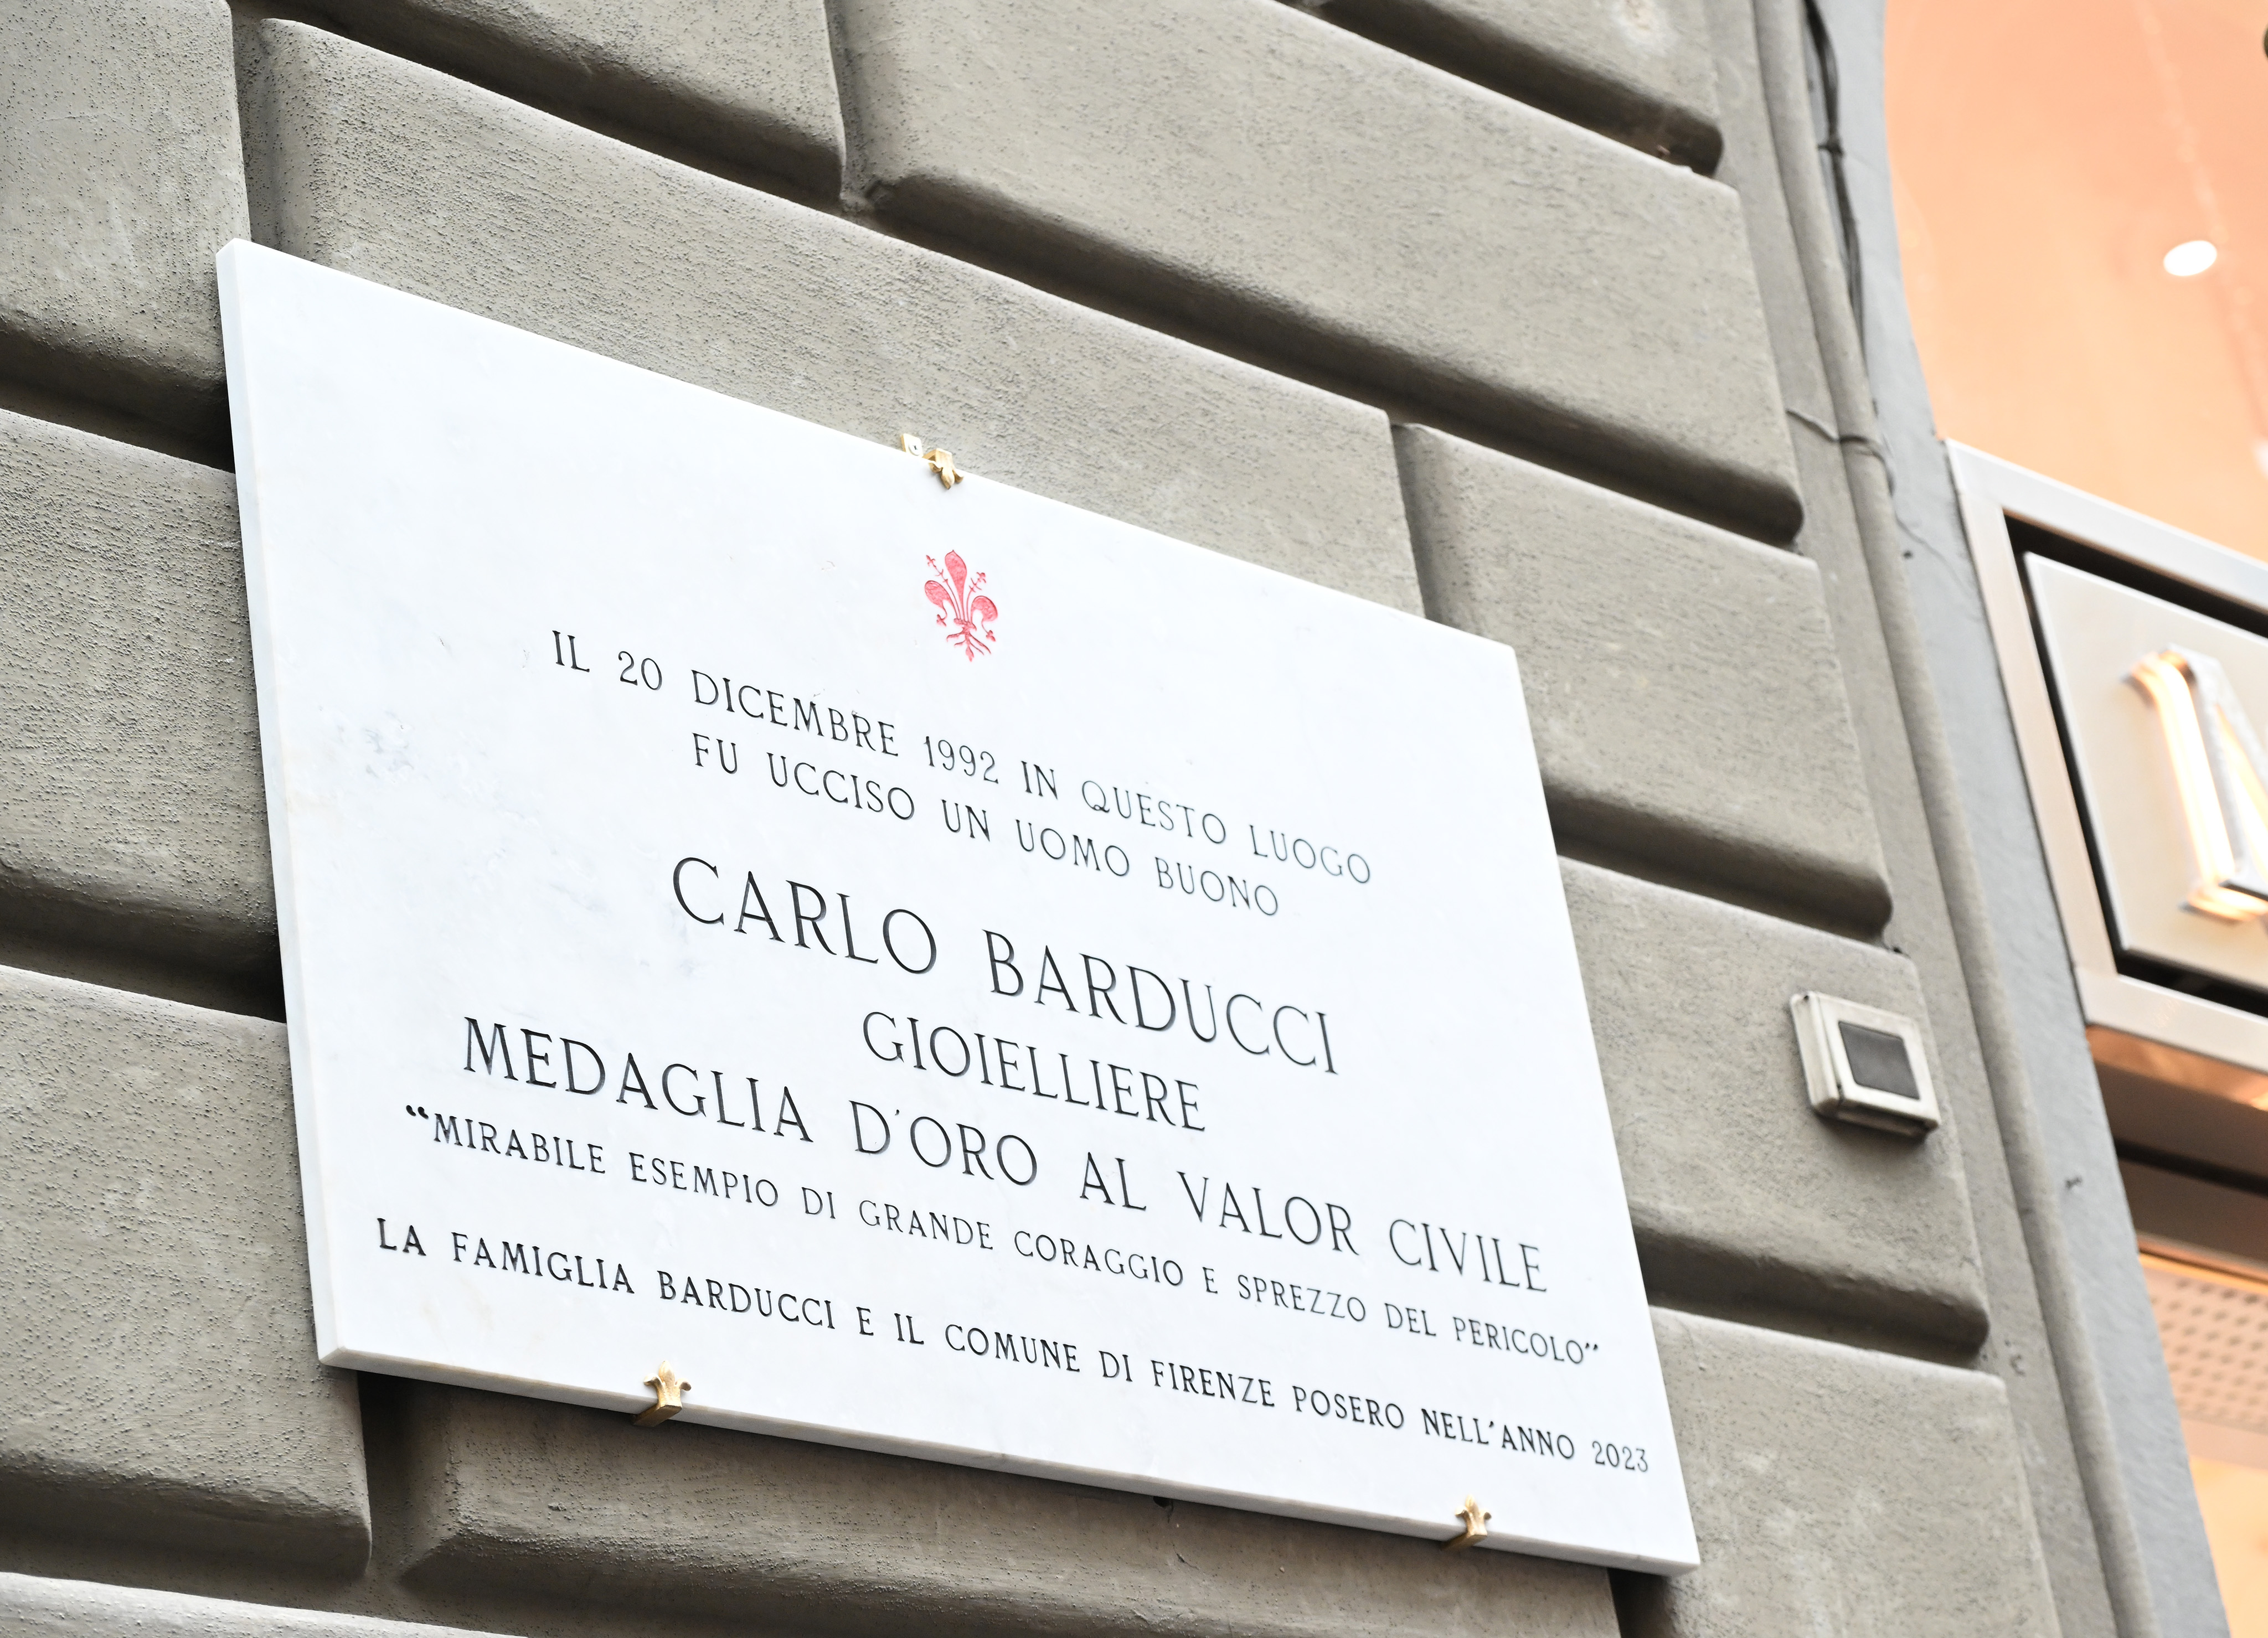 IL 20 DICEMBRE 1992 IN QUESTO LUOGO
FU UCCISO UN UOMO BUONO
CARLO BARDUCCI
GIOIELLIERE
MEDAGLIA D'ORO AL VALOR CIVILE
“MIRABILE ESEMPIO DI GRANDE CORAGGIO E SPREZZO DEL PERICOLO”
LA FAMIGLIA BARDUCCI E IL COMUNE DI FIRENZE POSERO NELL'ANNO 2023